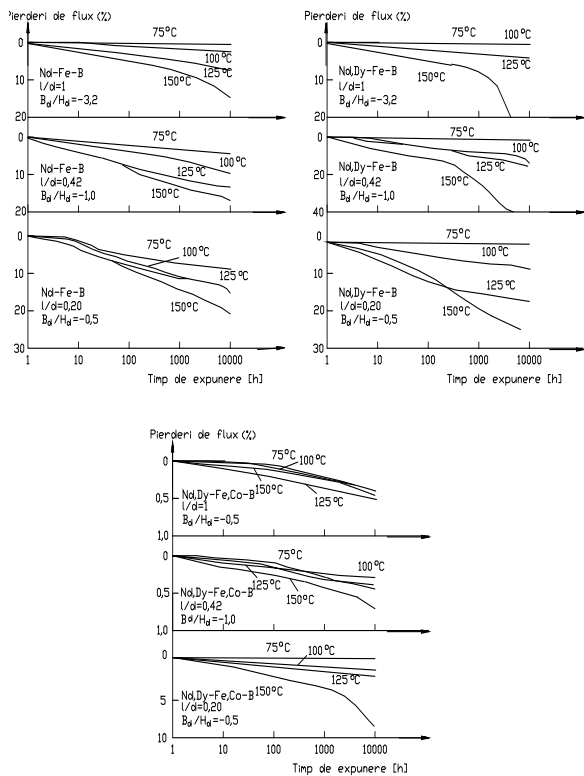 Pierderi de flux (%)
0
10
20
75°C
100°C
125°C
150°C
Nd-Fe-B
l/d=1
Bd/Hd=-3,2
0
10
20
75°C
100°C
125°C
150°C
Nd-Fe-B
l/d=0,42
Bd/Hd=-1,0
0
10
20
30
75°C
100°C
125°C
150°C
Nd-Fe-B
l/d=0,20
Bd/Hd=-0,5
1 10 100 1000 10000
Timp de expunere [h]
Pierderi de flux (%)
0
10
20
75°C
100°C
125°C
150°C
Nd,Dy-Fe-B
l/d=1
Bd/Hd=-3,2
0
20
40
75°C
100°C
125°C
150°C
Nd,Dy-Fe-B
l/d=0,42
Bd/Hd=-1,0
0
10
20
30
75°C
100°C
125°C
150°C
Nd,Dy-Fe-B
l/d=0,20
Bd/Hd=-0,5
1 10 100 1000 10000
Timp de expunere [h]
Pierderi de flux (%)
0
0,5
1,0
75°C
100°C
150°C
125°C
Nd,Dy-Fe,Co-B
l/d=1
Bd/Hd=-0,5
0
0,5
1,0
75°C
100°C
125°C
150°C
Nd,Dy-Fe,Co-B
l/d=0,42
Bd/Hd=-1,0
0
5
10
75°C
100°C
125°C
150°C
Nd,Dy-Fe,Co-B
l/d=0,20
Bd/Hd=-0,5
1 10 100 1000 10000
Timp de expunere [h]